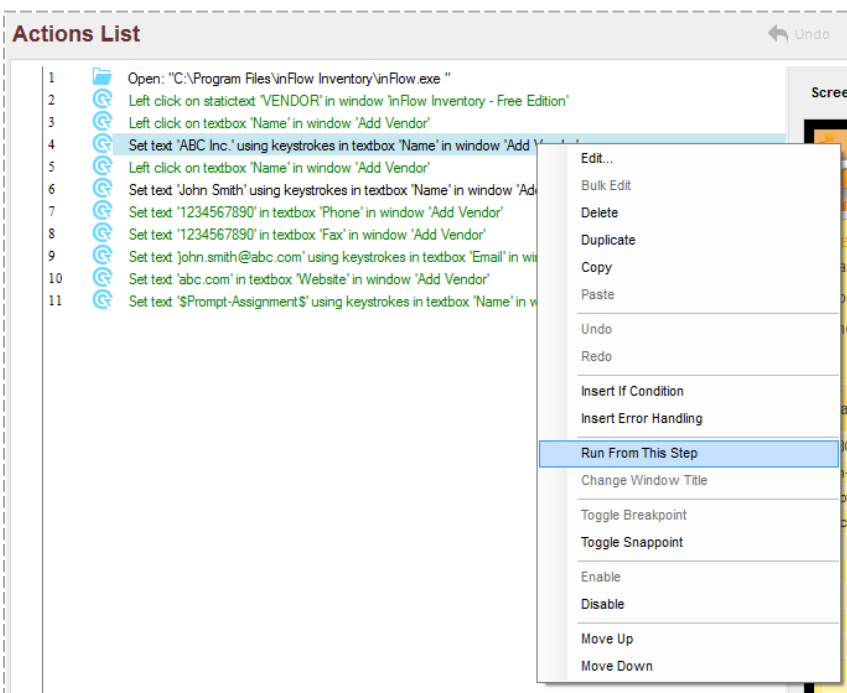 Actions List
Undo
1 Open: "C:\Program Files\inFlow Inventory\inFlow.exe "
2 Left click on statictext 'VENDOR' in window 'inFlow Inventory - Free Edition'
3 Left click on textbox 'Name' in window 'Add Vendor'
4 Set text 'ABC Inc.' using keystrokes in textbox 'Name' in window 'Add
5 Left click on textbox 'Name' in window 'Add Vendor'
6 Set text 'John Smith' using keystrokes in textbox 'Name' in window
7 Set text '1234567890' in textbox 'Phone' in window 'Add Vendor'
8 Set text '1234567890' in textbox 'Fax' in window 'Add Vendor'
9 Set text 'john.smith@abc.com' using keystrokes in textbox 'Email' in
10 Set text 'abc.com' in textbox 'Website' in window 'Add Vendor'
11 Set text '$Prompt-Assignment$' using keystrokes in textbox 'Name' in
Edit...
Bulk Edit
Delete
Duplicate
Copy
Paste
Undo
Redo
Insert If Condition
Insert Error Handling
Run From This Step
Change Window Title
Toggle Breakpoint
Toggle Snappoint
Enable
Disable
Move Up
Move Down